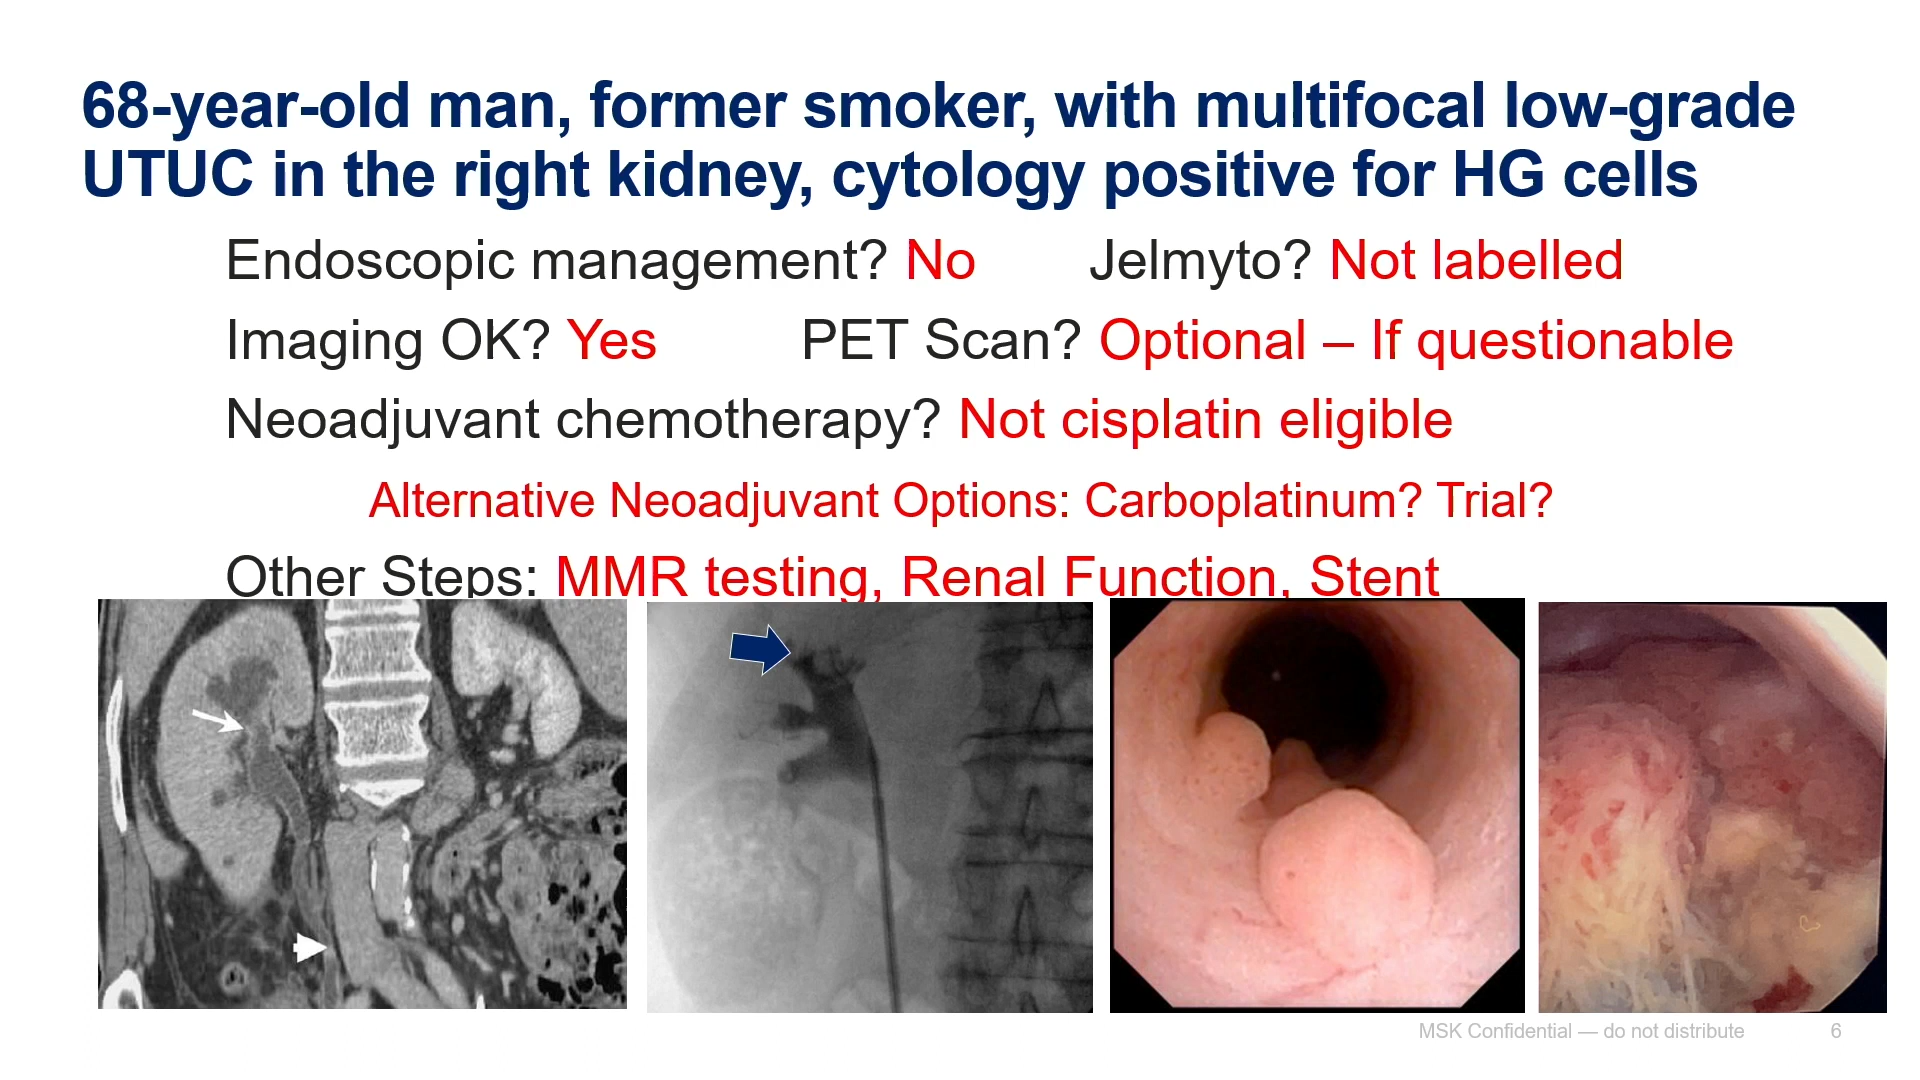 68-year-old man, former smoker, with multifocal low-grade
UTUC in the right kidney, cytology positive for HG cells
Endoscopic management? No Jelmyto? Not labelled
Imaging OK? Yes PET Scan? Optional – If questionable
Neoadjuvant chemotherapy? Not cisplatin eligible
Alternative Neoadjuvant Options: Carboplatinum? Trial?
Other Steps: MMR testing, Renal Function, Stent
MSK Confidential — do not distribute 6